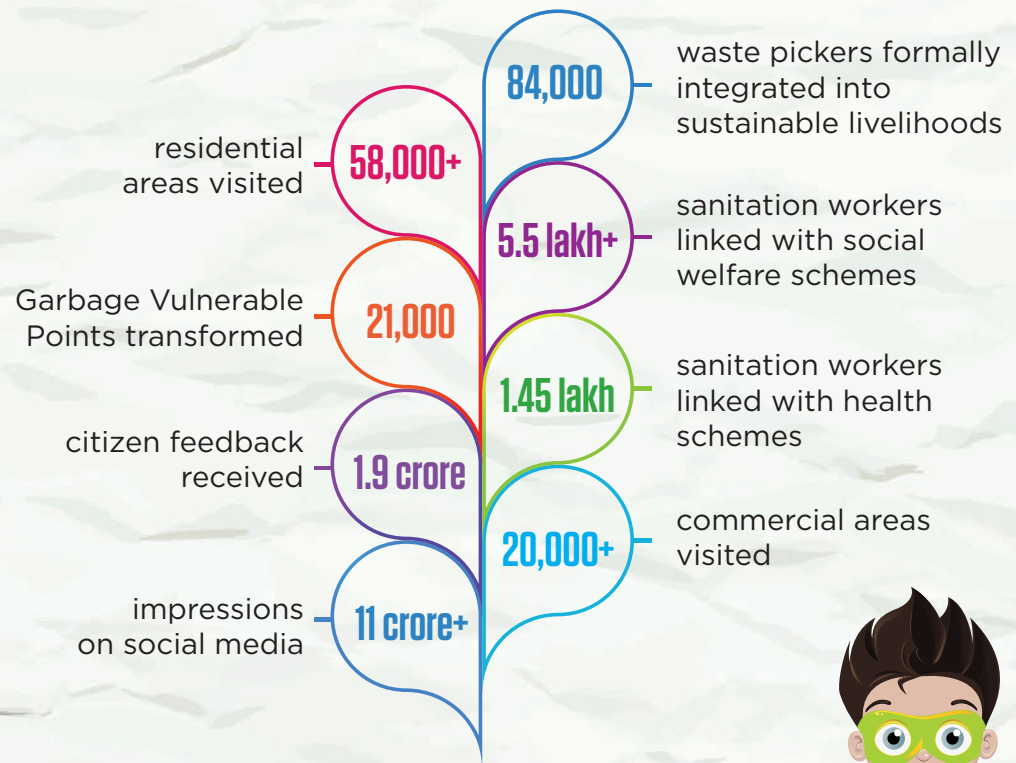 84,000
waste pickers formally
integrated into
sustainable livelihoods
residential
areas visited
58,000+
5.5 lakh+
sanitation workers
linked with social
welfare schemes
Garbage Vulnerable
Points transformed
21,000
1.45 lakh
sanitation workers
linked with health
schemes
citizen feedback
received
1.9 crore
20,000+
commercial areas
visited
impressions
on social media
11 crore+